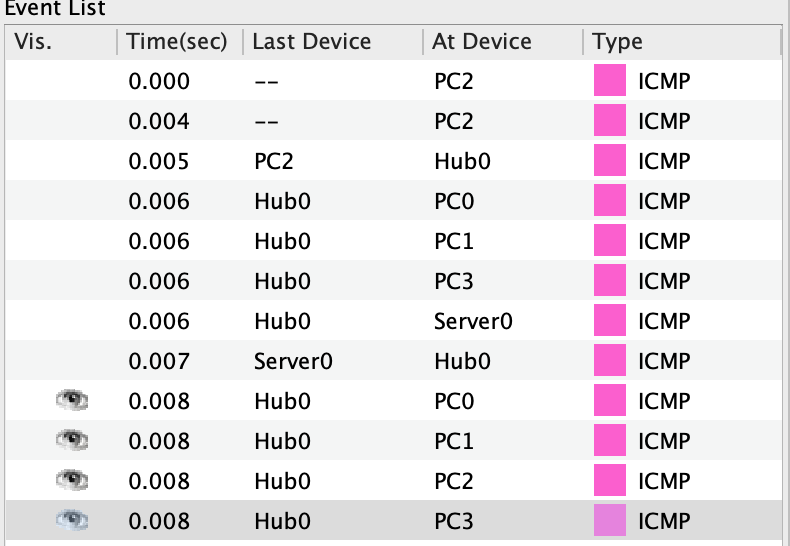 Event List
Vis. Time(sec) Last Device At Device Type
0.000 -- PC2 ICMP
0.004 -- PC2 ICMP
0.005 PC2 Hub0 ICMP
0.006 Hub0 PC0 ICMP
0.006 Hub0 PC1 ICMP
0.006 Hub0 PC3 ICMP
0.006 Hub0 Server0 ICMP
0.007 Server0 Hub0 ICMP
0.008 Hub0 PC0 ICMP
0.008 Hub0 PC1 ICMP
0.008 Hub0 PC2 ICMP
0.008 Hub0 PC3 ICMP